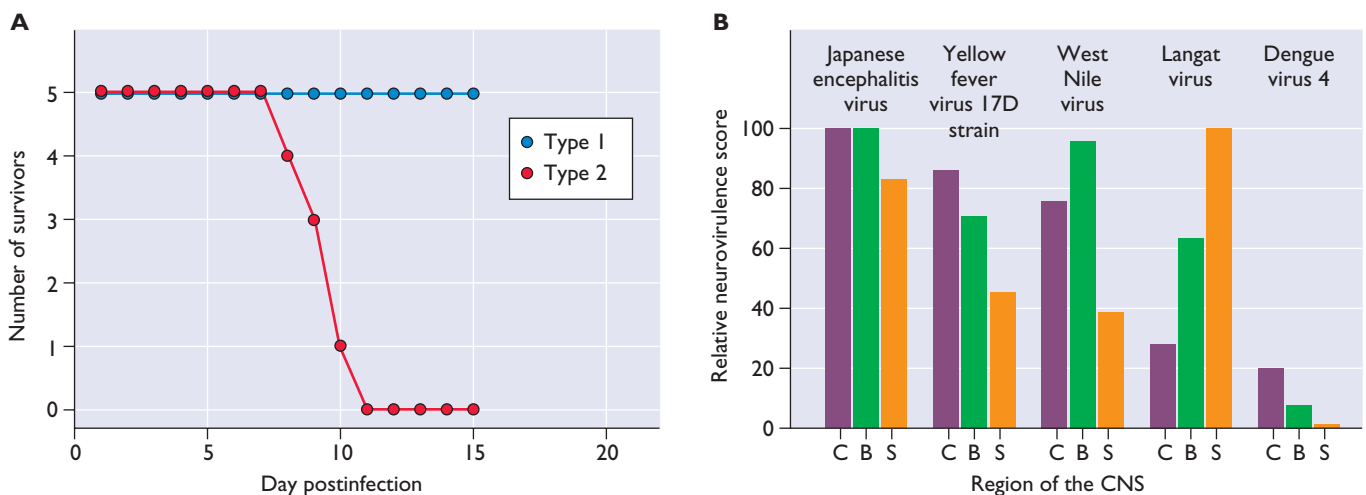 A
Number of survivors
5
4
3
2
1
0
0 5 10 15 20
Day postinfection
Type 1
Type 2
B
Relative neurovirulence score
100
80
60
40
20
0
Japanese
encephalitis
virus
Yellow
fever
virus 17D
strain
West
Nile
virus
Langat
virus
Dengue
virus 4
C B S C B S C B S C B S C B S
Region of the CNS